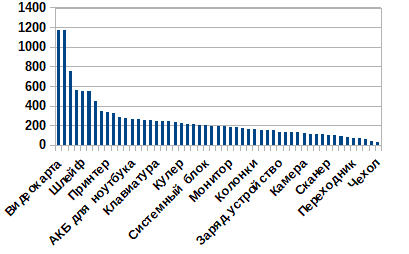 1400
1200
1000
800
600
400
200
0
Видеокарта
Шлейф
Принтер
АКБ для ноутбука
Клавиатура
Кулер
Системный блок
Монитор
Колонки
Заряд.устройство
Камера
Сканер
Переходник
Чехол